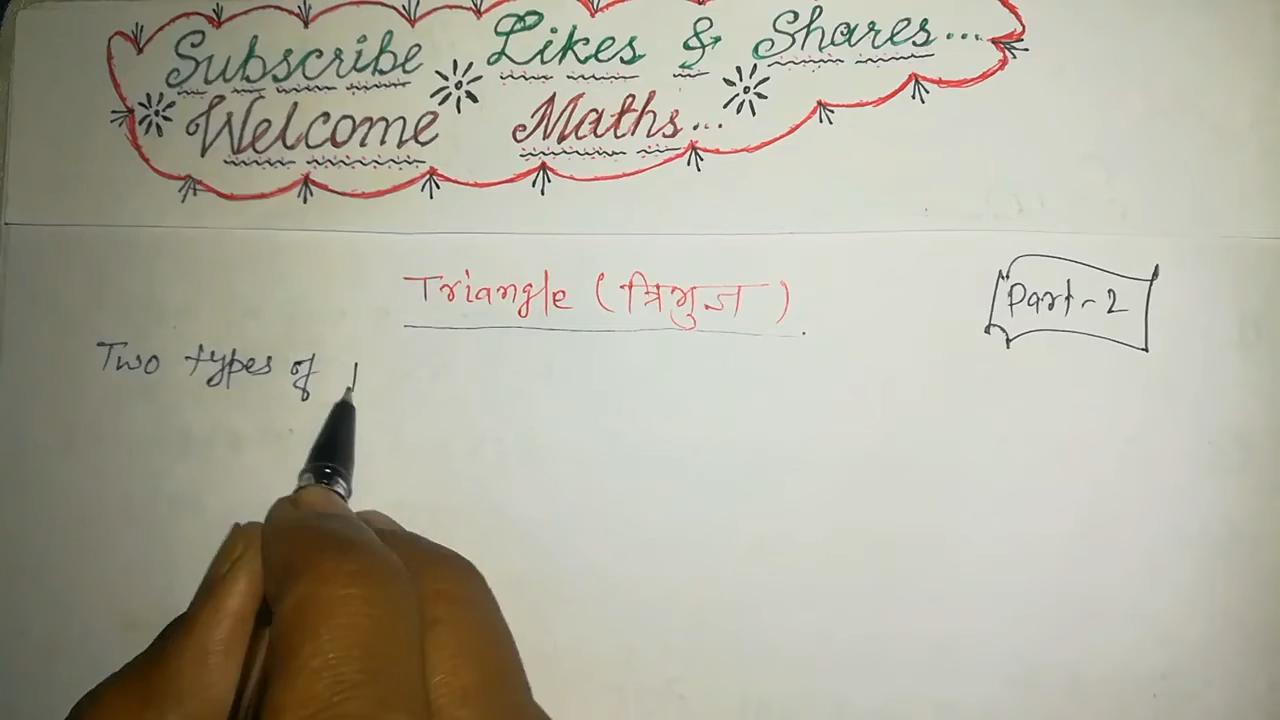 Subscribe Likes & Shares...
Welcome Maths...
Triangle (त्रिभुज)
Part-2
Two types of